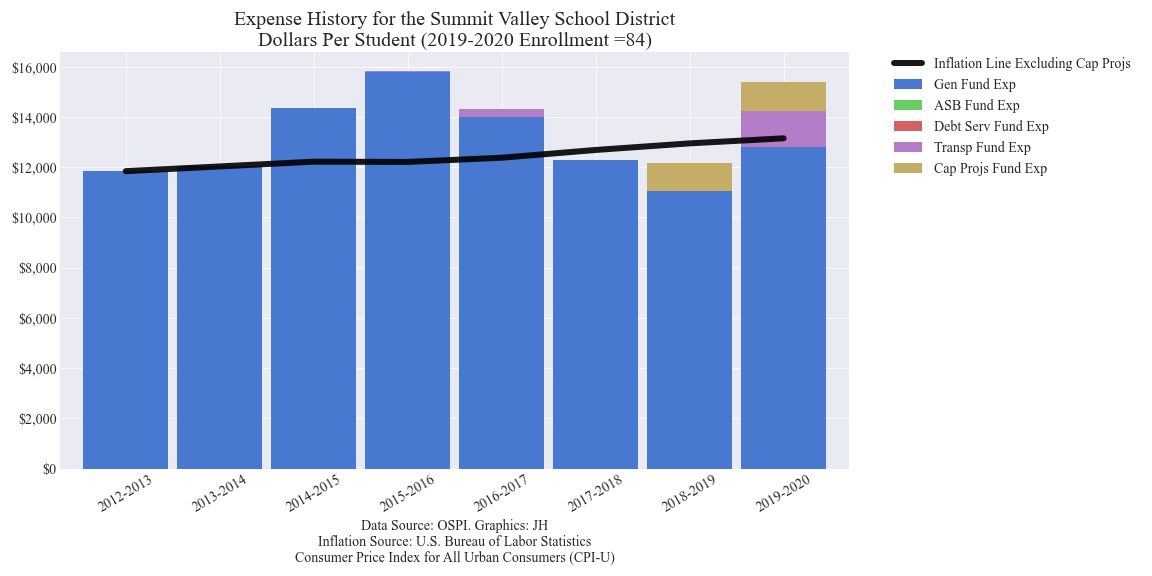 Expense History for the Summit Valley School District
Dollars Per Student (2019-2020 Enrollment =84)
$16,000
$14,000
$12,000
$10,000
$8,000
$6,000
$4,000
$2,000
$0
2012-2013
2013-2014
2014-2015
2015-2016
2016-2017
2017-2018
2018-2019
2019-2020
Inflation Line Excluding Cap Projs
Gen Fund Exp
ASB Fund Exp
Debt Serv Fund Exp
Transp Fund Exp
Cap Projs Fund Exp
Data Source: OSPI. Graphics: JH
Inflation Source: U.S. Bureau of Labor Statistics
Consumer Price Index for All Urban Consumers (CPI-U)